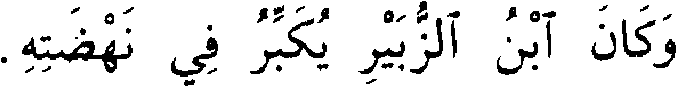 وَكَانَ ٱبْنُ ٱلزُّبَيْرِ يُكَبِّرُ فِي نَهْضَتِهِ.